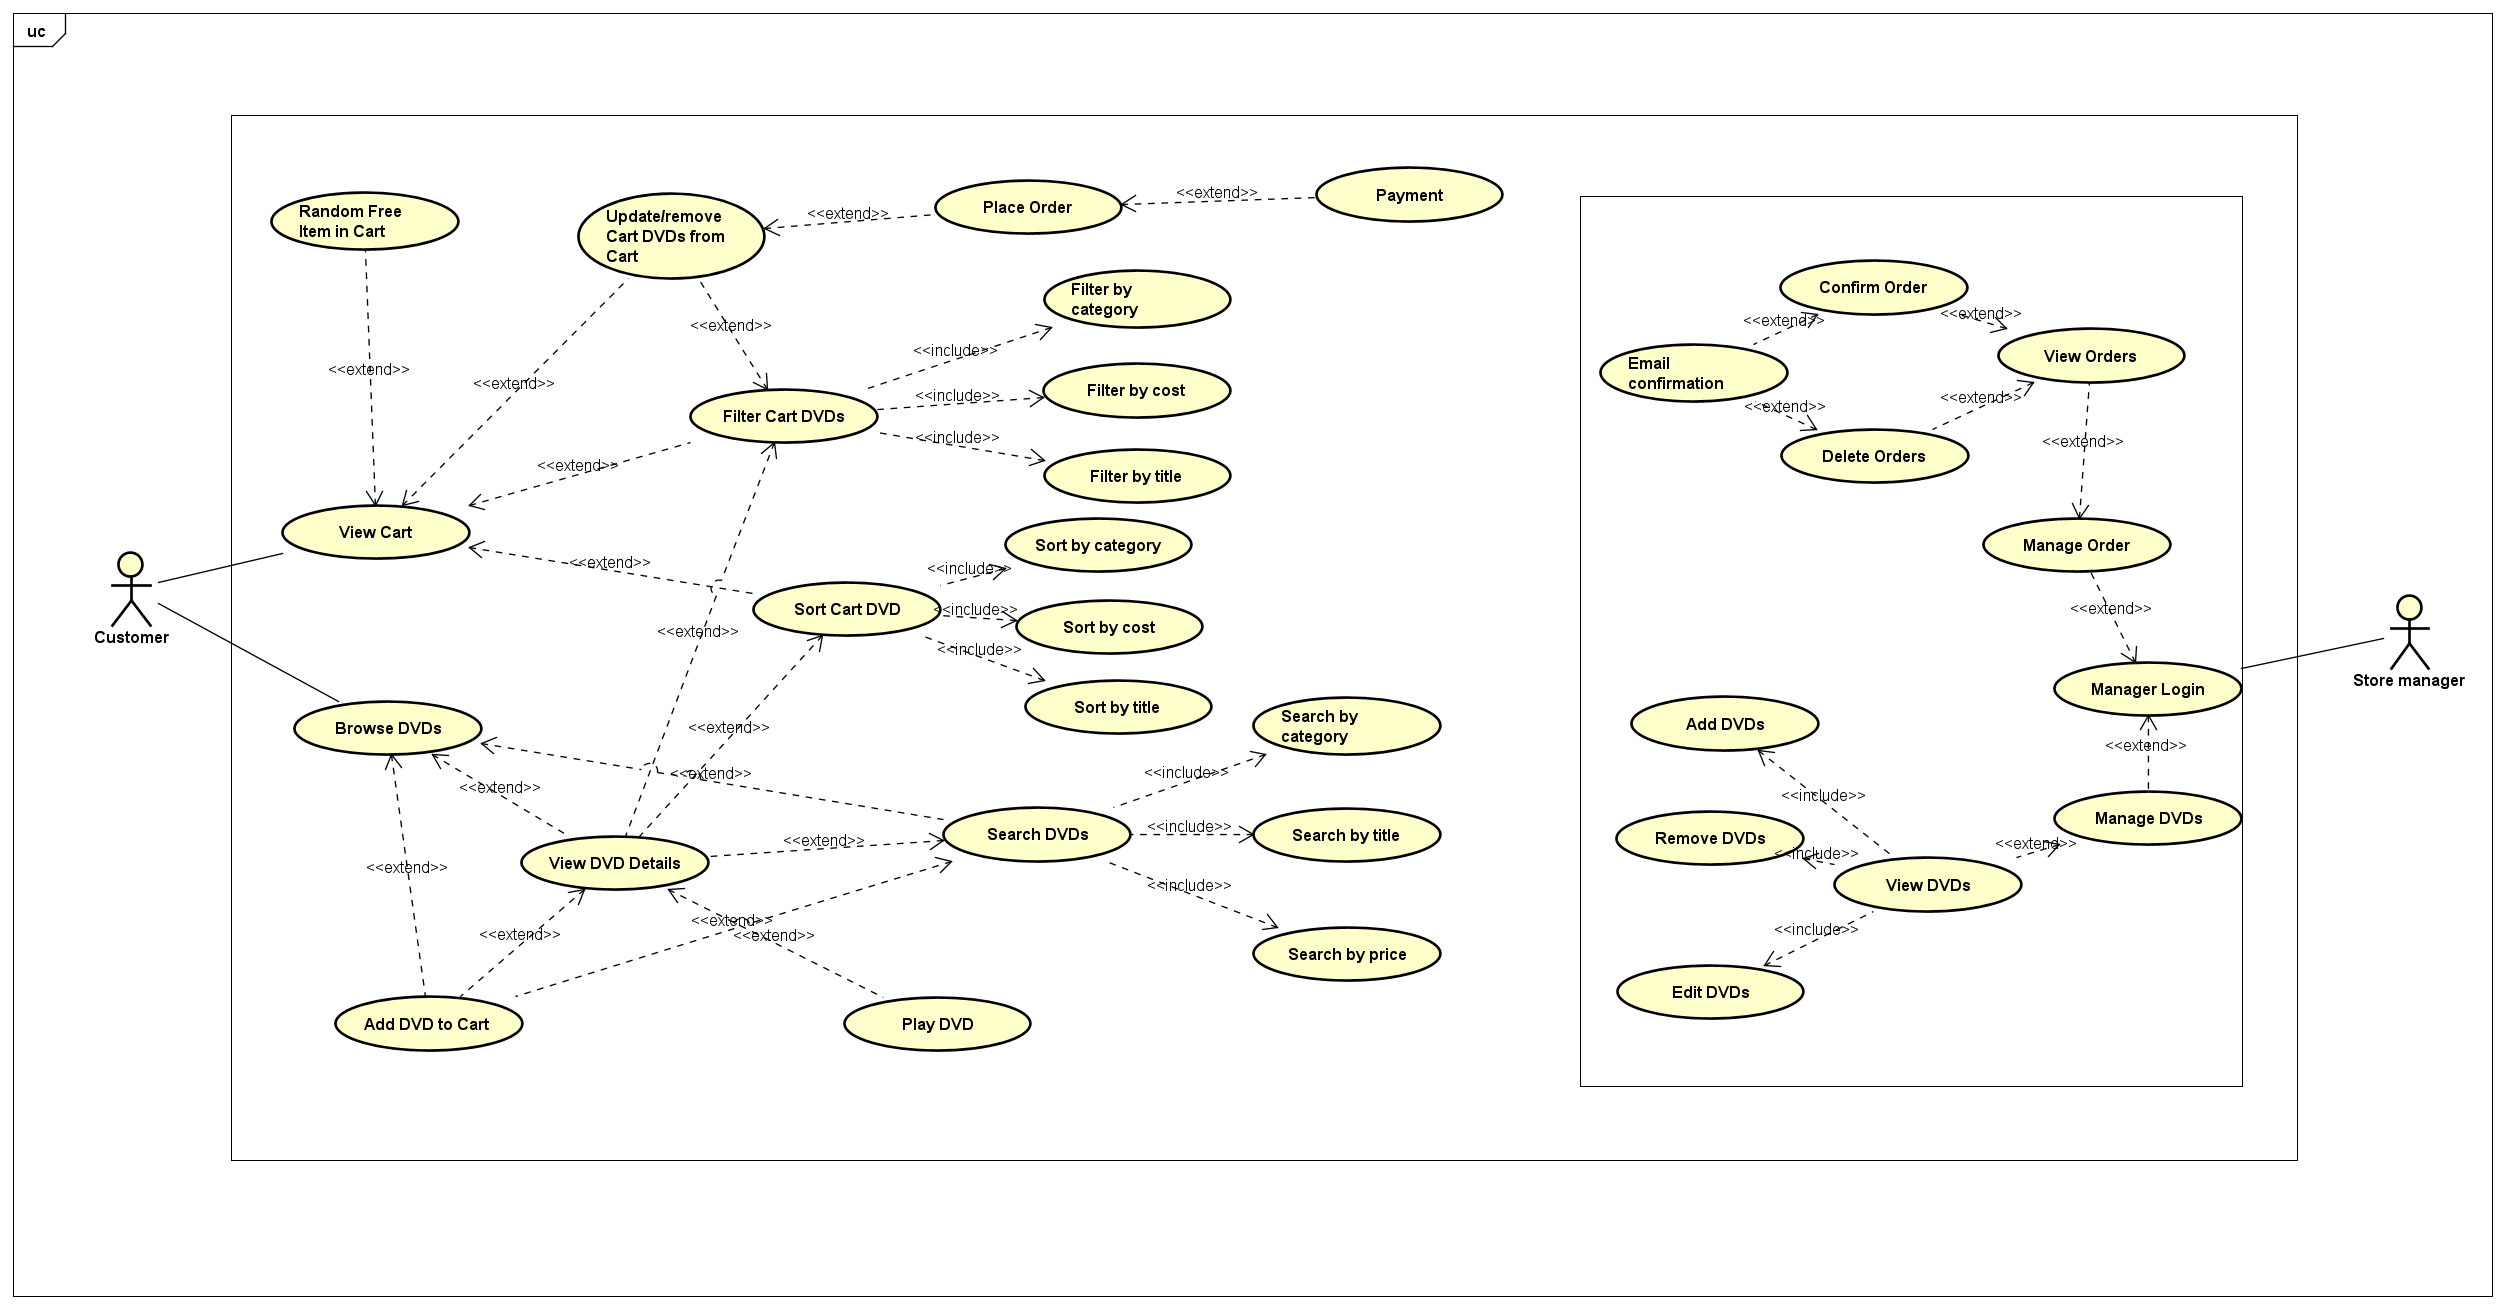 uc
Random Free
Item in Cart
Update/remove
Cart DVDs from
Cart
Place Order
Payment
<<extend>>
<<extend>>
<<extend>>
<<extend>>
<<extend>>
Filter by
category
Filter by cost
Filter by title
<<include>>
<<include>>
<<include>>
Filter Cart DVDs
<<extend>>
View Cart
<<extend>>
Customer
Sort Cart DVD
Sort by category
Sort by cost
Sort by title
<<include>>
<<include>>
<<include>>
<<extend>>
<<extend>>
Browse DVDs
<<extend>>
<<extend>>
<<extend>>
View DVD Details
<<extend>>
Search DVDs
Search by
category
Search by title
Search by price
<<include>>
<<include>>
<<include>>
<<extend>>
<<extend>>
<<extend>>
Add DVD to Cart
Play DVD
Confirm Order
<<extend>>
<<extend>>
Email
confirmation
View Orders
<<extend>>
<<extend>>
Delete Orders
<<extend>>
Manage Order
<<extend>>
Manager Login
Store manager
Add DVDs
<<extend>>
<<include>>
Manage DVDs
Remove DVDs
<<include>>
<<extend>>
View DVDs
<<include>>
Edit DVDs